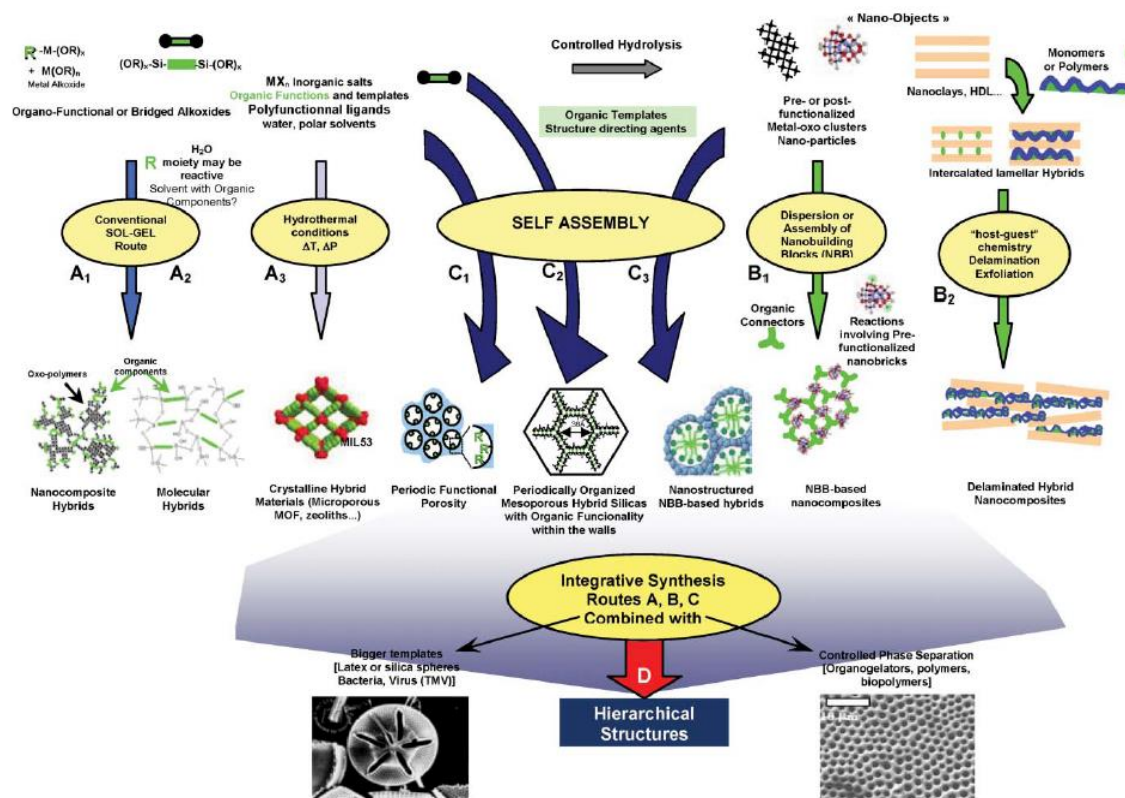 R -M-(OR)x
+ M(OR)n
Metal Alkoxide
(OR)x-Si- -Si-(OR)x
Organo-Functional or Bridged Alkoxides
MXn Inorganic salts
Organic Functions and templates
Polyfunctionnal ligands
water, polar solvents
Controlled Hydrolysis
Organic Templates
Structure directing agents
« Nano-Objects »
Pre- or post-
functionalized
Metal-oxo clusters
Nano-particles
Nanoclays, HDL...
Monomers
or Polymers
Intercalated lamellar Hybrids
R H2O
moiety may be
reactive
Solvent with Organic
Components?
Conventional
SOL-GEL
Route
A1
A2
Hydrothermal
conditions
ΔT, ΔP
A3
SELF ASSEMBLY
C1
C2
C3
Dispersion or
Assembly of
Nanobuilding
Blocks (NBB)
B1
"host-guest"
chemistry
Delamination
Exfoliation
B2
Organic
Connectors
Reactions
involving Pre-
functionalized
nanobricks
Oxo-polymers
Organic
components
MIL53
R
R
R
Nanocomposite
Hybrids
Molecular
Hybrids
Crystalline Hybrid
Materials (Microporous
MOF, zeoliths...)
Periodic Functional
Porosity
Periodically Organized
Mesoporous Hybrid Silicas
with Organic Funcionality
within the walls
Nanostructured
NBB-based hybrids
NBB-based
nanocomposites
Delaminated Hybrid
Nanocomposites
Integrative Synthesis
Routes A, B, C
Combined with
Bigger templates
[Latex or silica spheres
Bacteria, Virus (TMV)]
D
Controlled Phase Separation
[Organogelators, polymers,
biopolymers]
Hierarchical
Structures